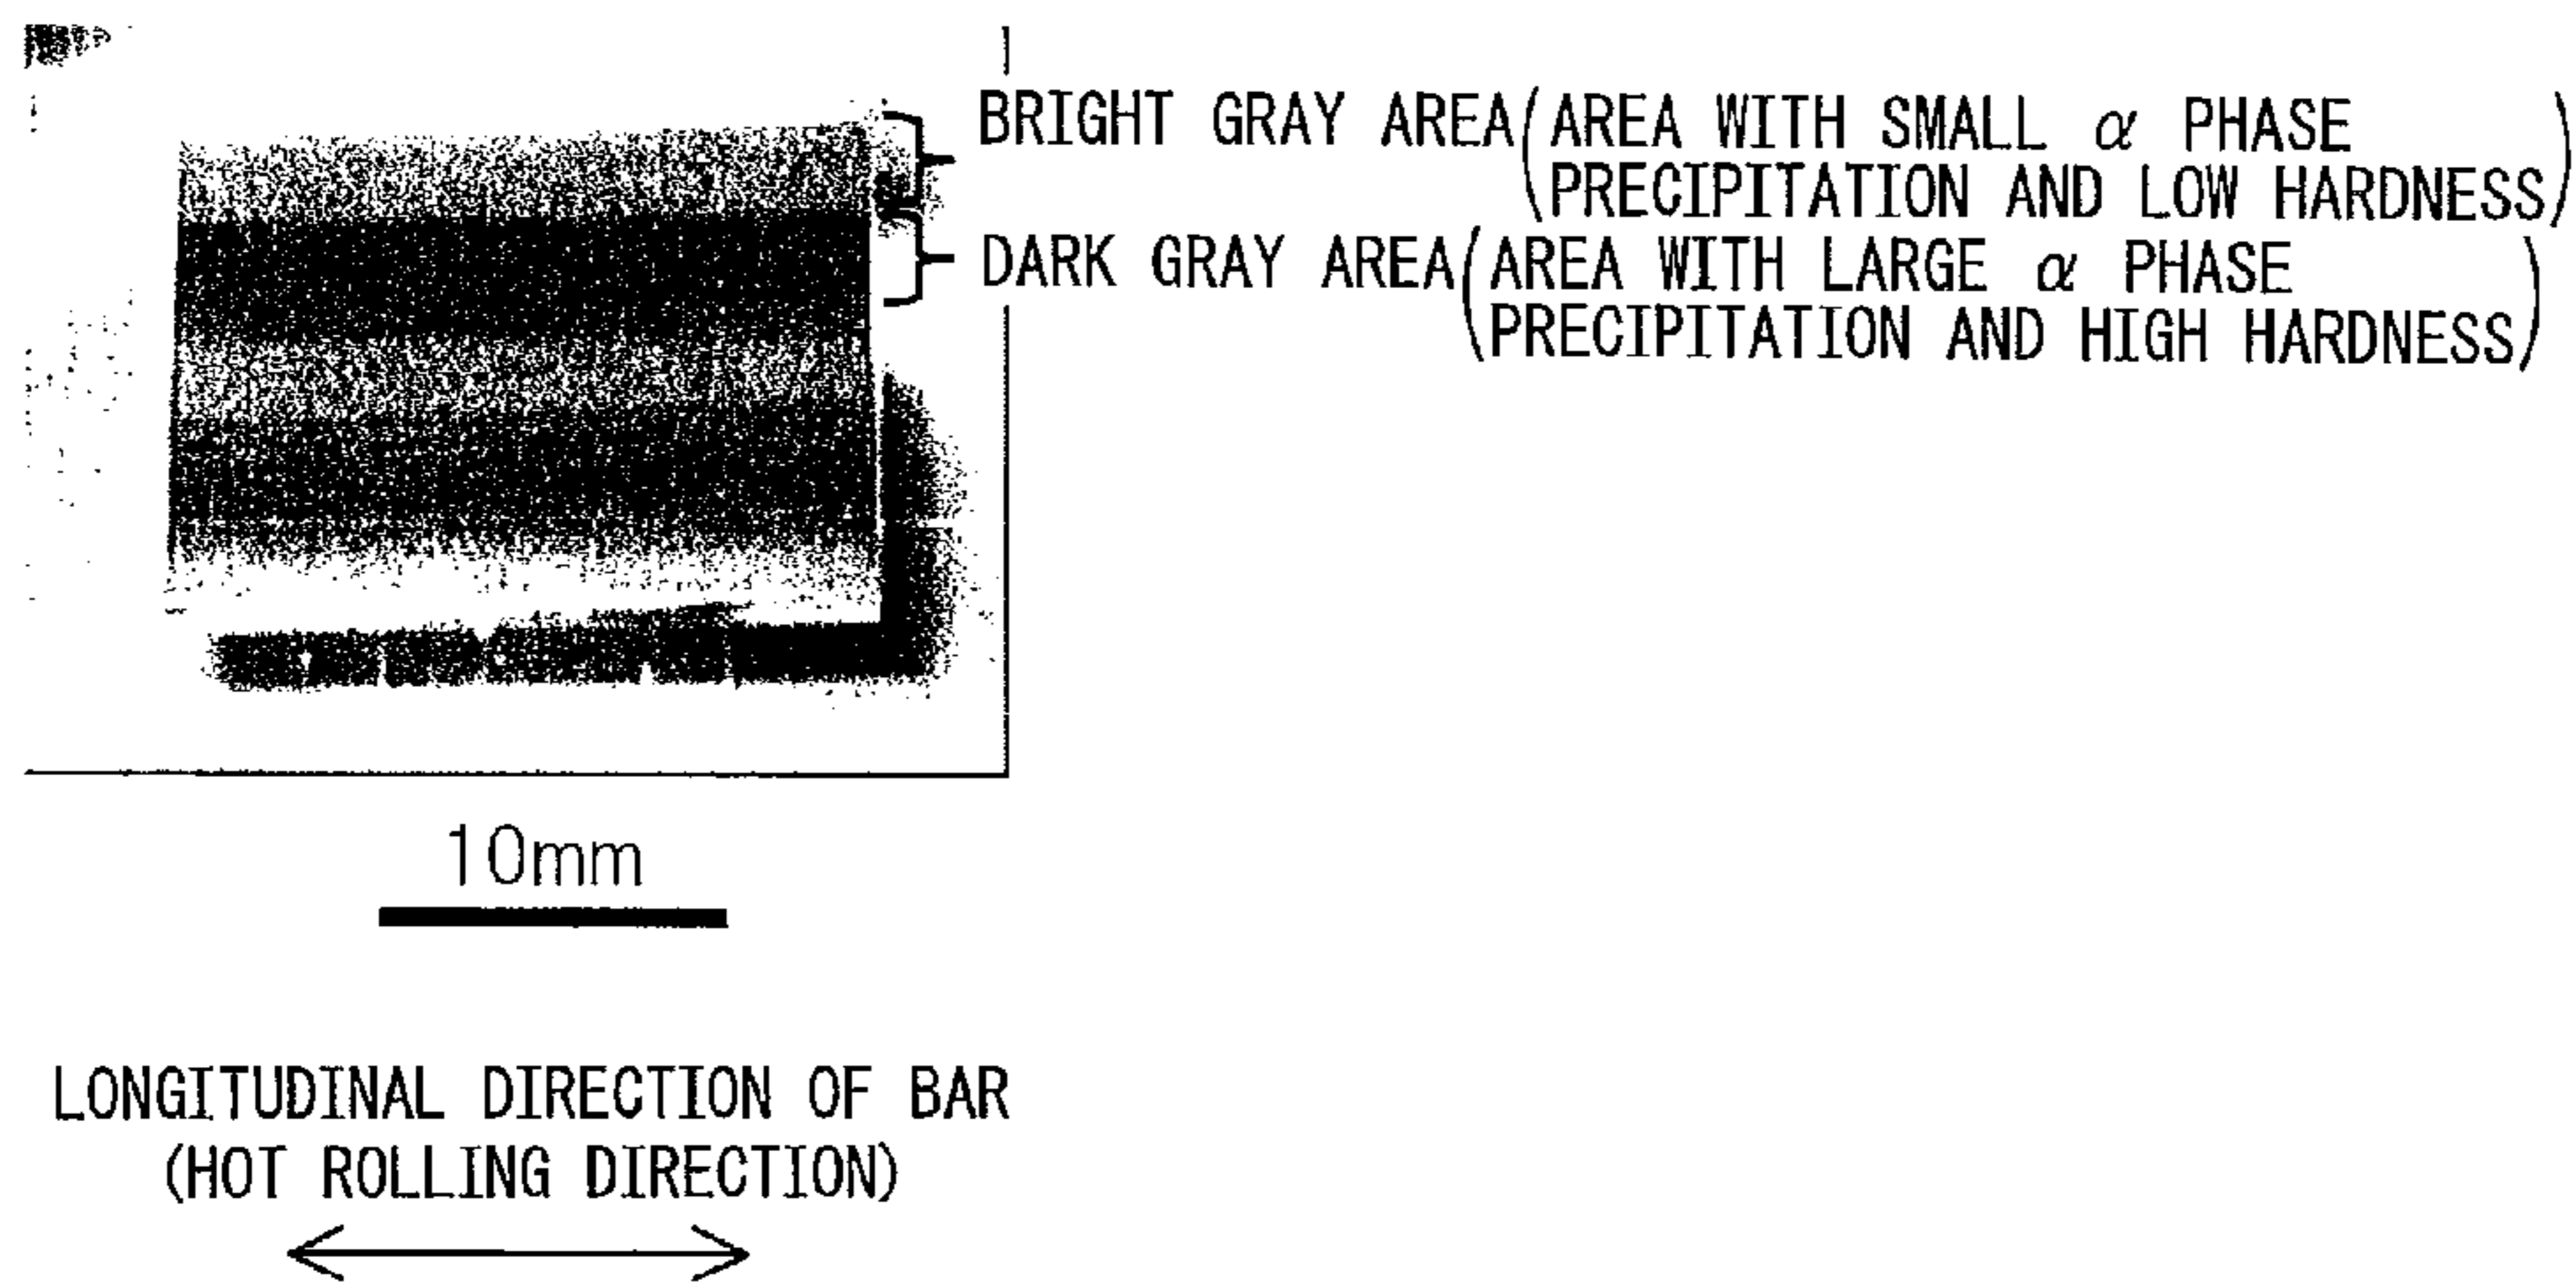 BRIGHT GRAY AREA (AREA WITH SMALL α PHASE
PRECIPITATION AND LOW HARDNESS)
DARK GRAY AREA (AREA WITH LARGE α PHASE
PRECIPITATION AND HIGH HARDNESS)
10mm
LONGITUDINAL DIRECTION OF BAR
(HOT ROLLING DIRECTION)